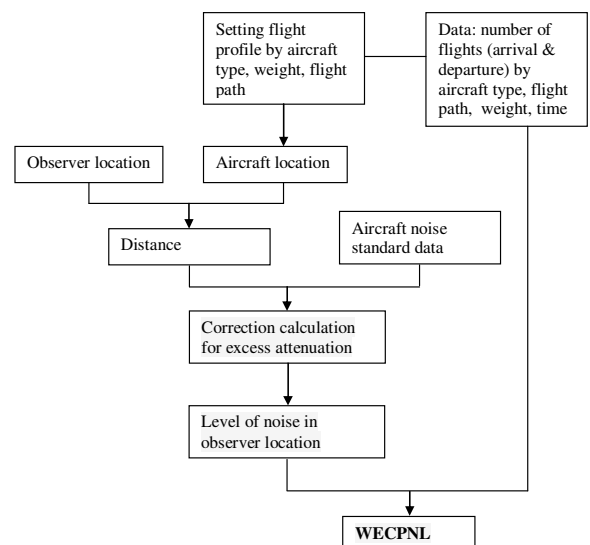 Setting flight
profile by aircraft
type, weight, flight
path
Data: number of
flights (arrival &
departure) by
aircraft type, flight
path, weight, time
Observer location
Aircraft location
Distance
Aircraft noise
standard data
Correction calculation
for excess attenuation
Level of noise in
observer location
WECPNL